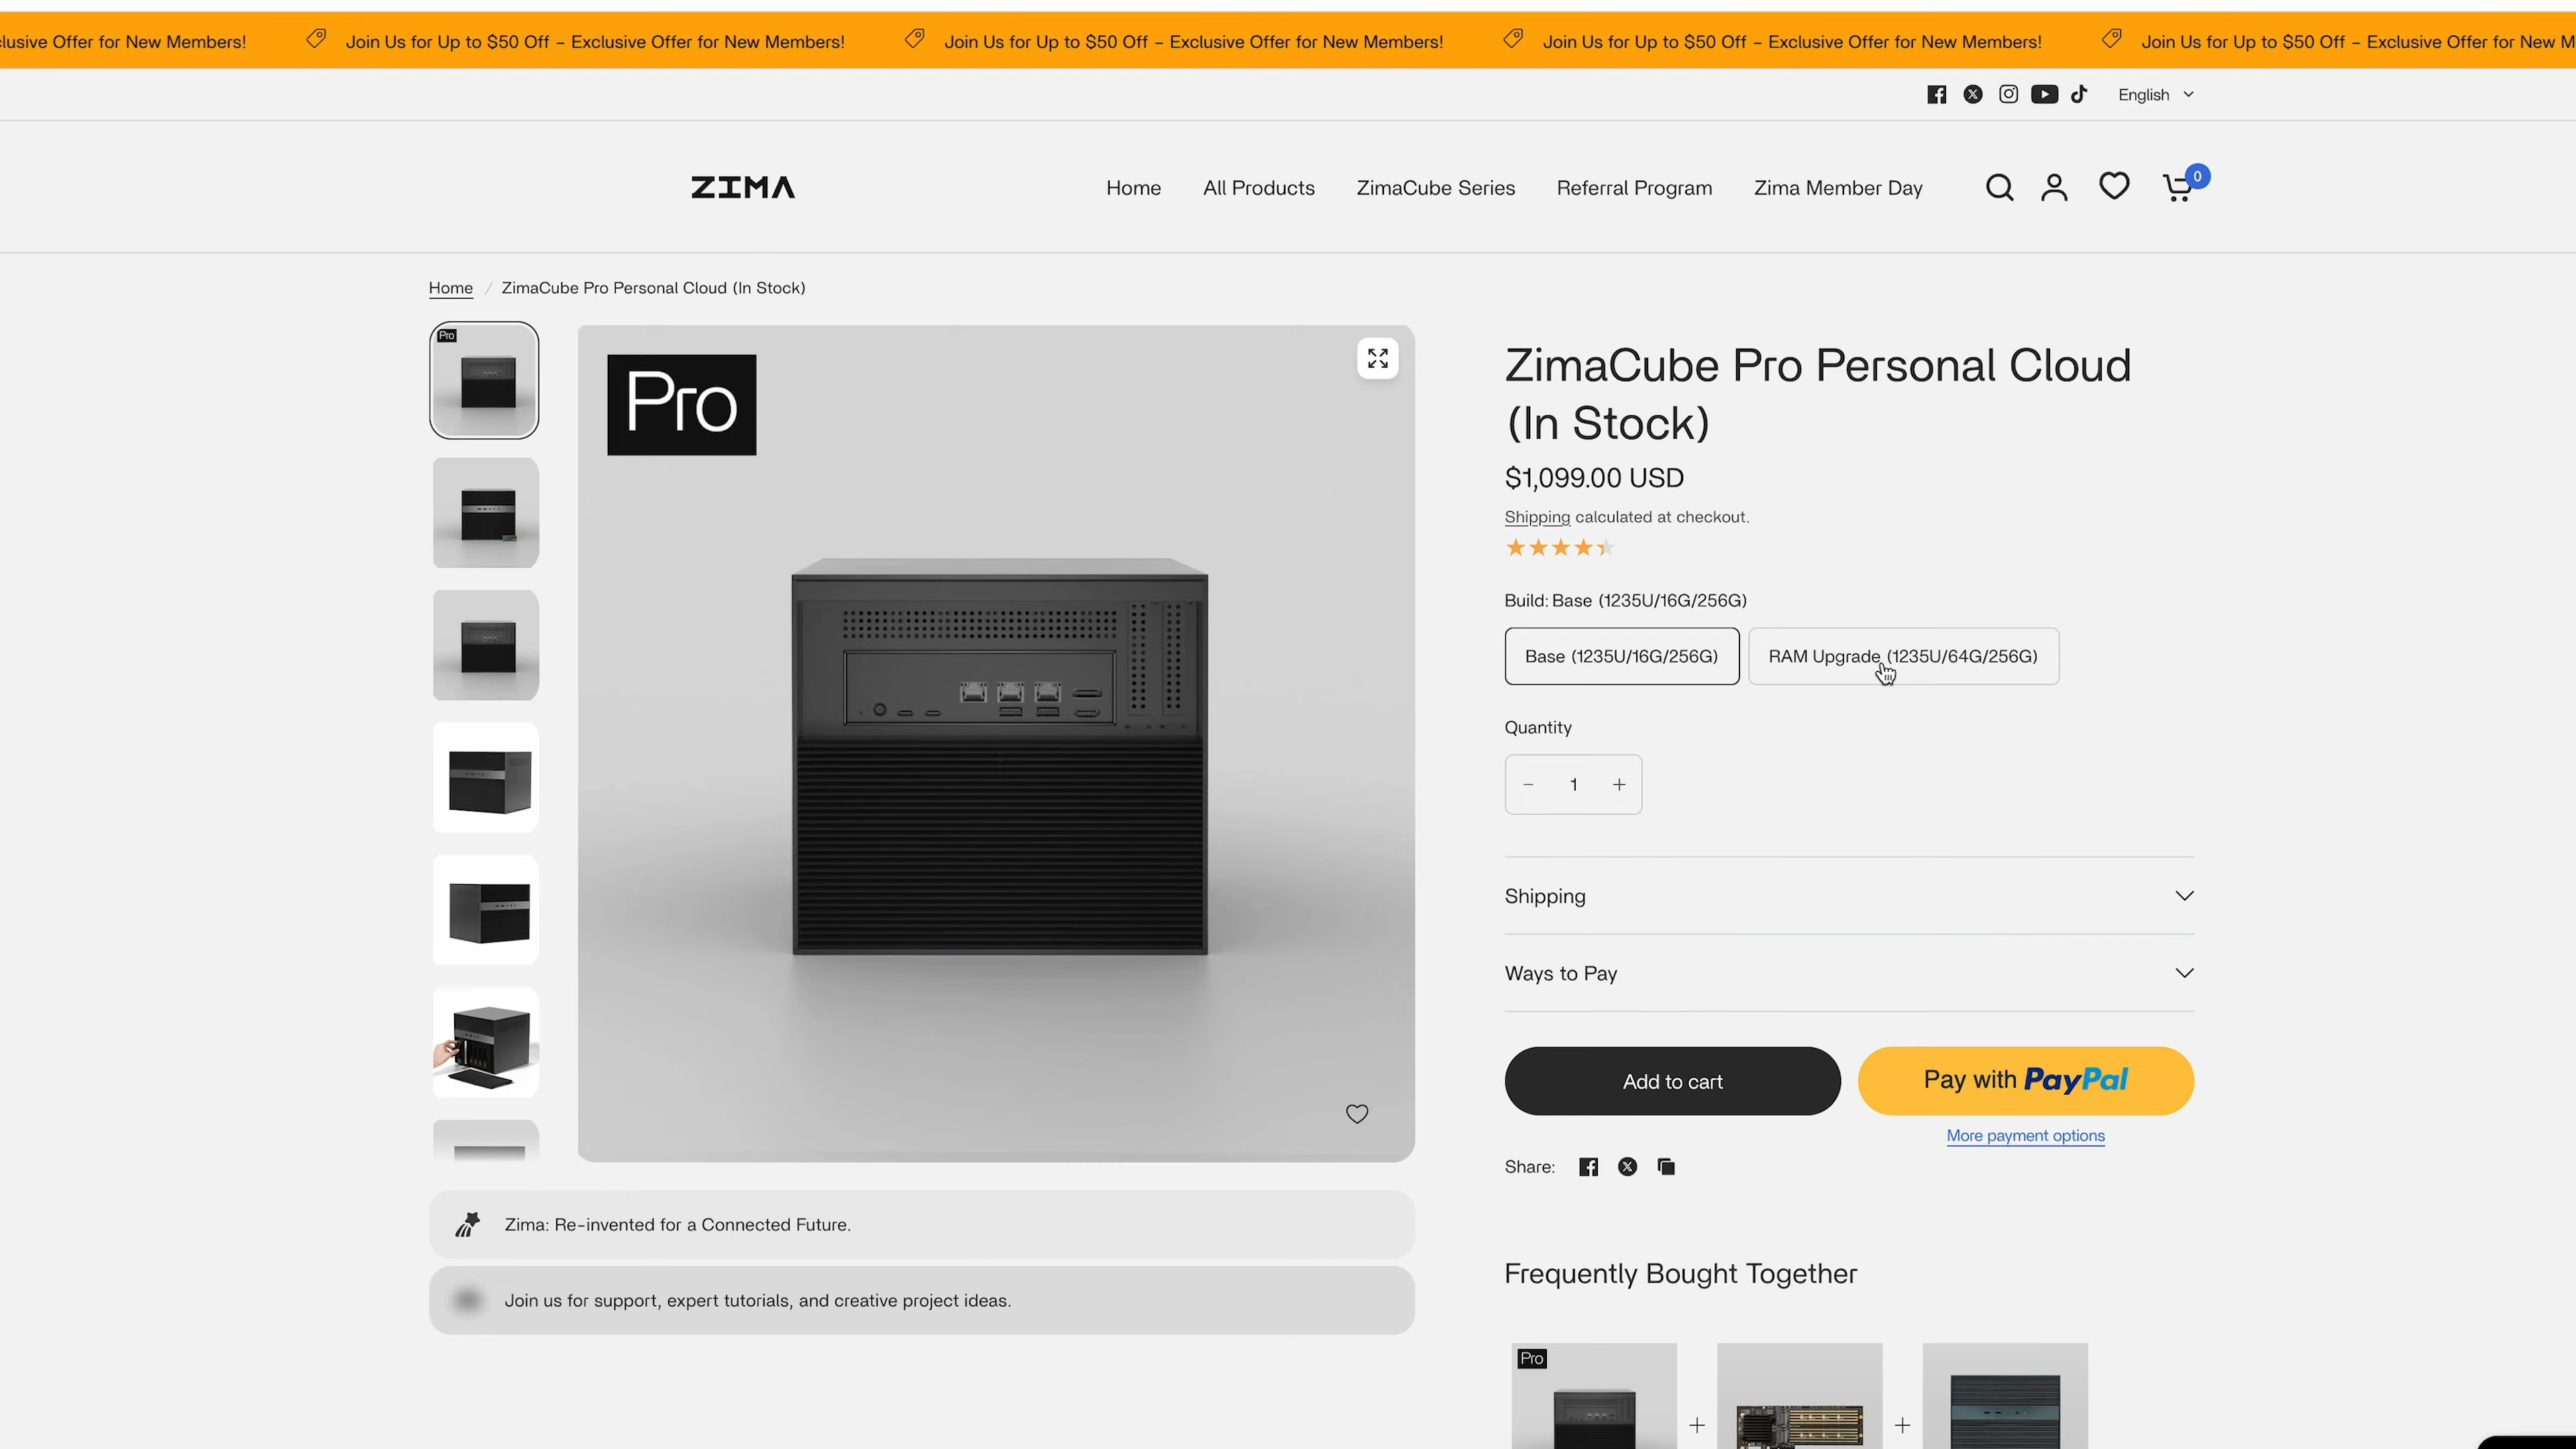 clusive Offer for New Members! Join Us for Up to $50 Off – Exclusive Offer for New Members! Join Us for Up to $50 Off – Exclusive Offer for New Members! Join Us for Up to $50 Off – Exclusive Offer for New Members! Join Us for Up to $50 Off – Exclusive Offer for New M
English
ZIMA
Home All Products ZimaCube Series Referral Program Zima Member Day 0
Home / ZimaCube Pro Personal Cloud (In Stock)
Pro
Pro
ZimaCube Pro Personal Cloud
(In Stock)
$1,099.00 USD
Shipping calculated at checkout.
Build: Base (1235U/16G/256G)
Base (1235U/16G/256G) RAM Upgrade (1235U/64G/256G)
Quantity
− 1 +
Shipping
Ways to Pay
Add to cart Pay with PayPal
More payment options
Share:
Zima: Re-invented for a Connected Future.
Join us for support, expert tutorials, and creative project ideas.
Frequently Bought Together
Pro
+ +